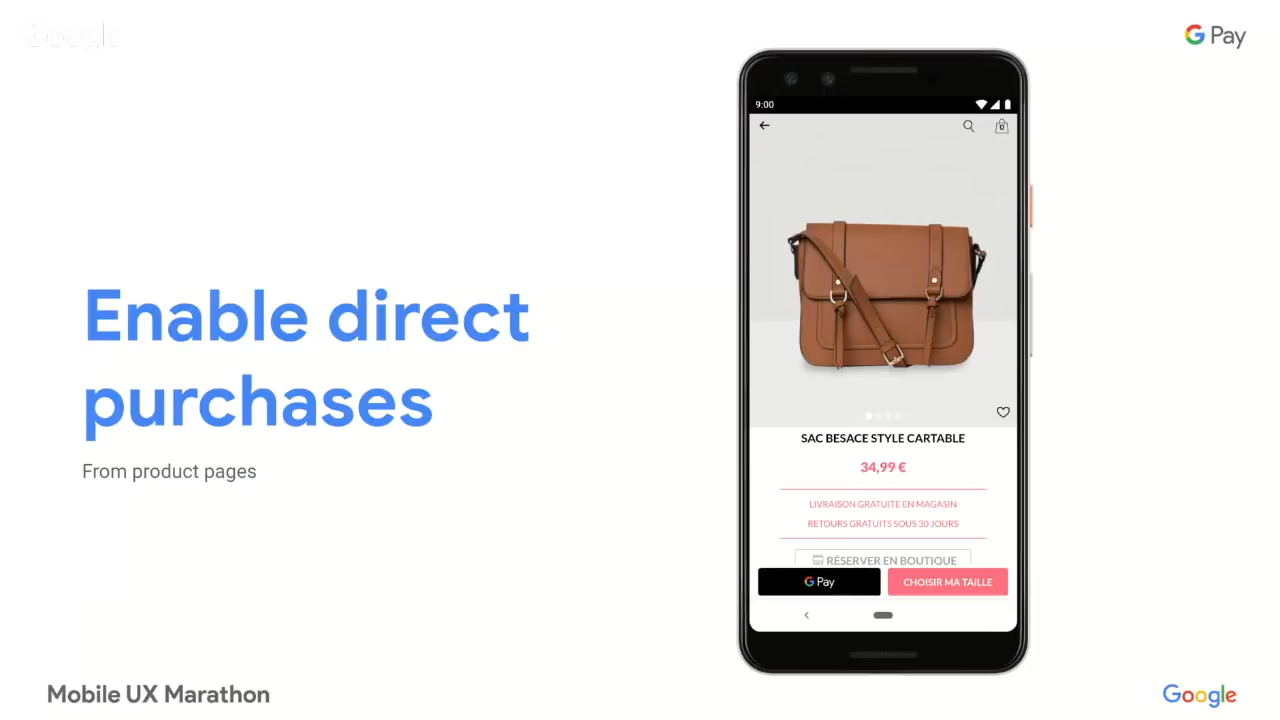 Google
G Pay
9:00
0
Enable direct
purchases
From product pages
SAC BESACE STYLE CARTABLE
34,99 €
LIVRAISON GRATUITE EN MAGASIN
RETOURS GRATUITS SOUS 30 JOURS
RÉSERVER EN BOUTIQUE
G Pay
CHOISIR MA TAILLE
Mobile UX Marathon
Google